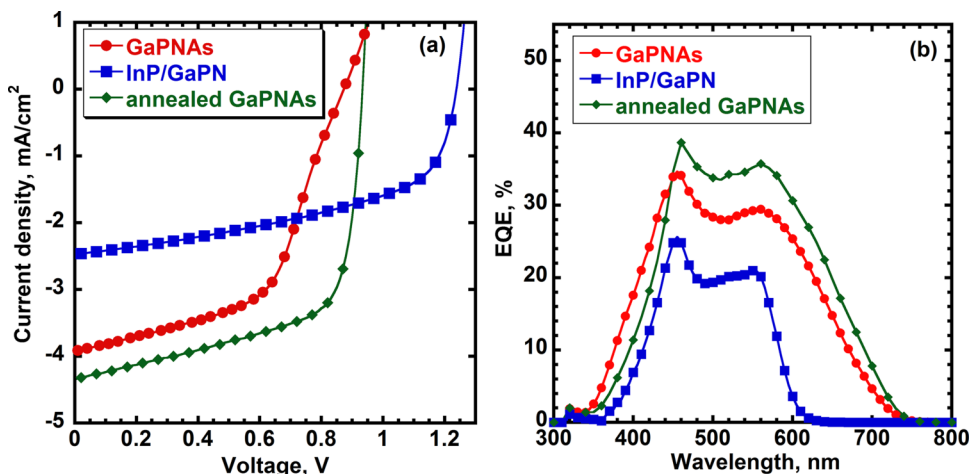 (a)
GaPNAs
InP/GaPN
annealed GaPNAs
Current density, mA/cm²
1
0
-1
-2
-3
-4
-5
0 0.2 0.4 0.6 0.8 1 1.2
Voltage, V
(b)
GaPNAs
InP/GaPN
annealed GaPNAs
EQE, %
50
40
30
20
10
0
300 400 500 600 700 800
Wavelength, nm